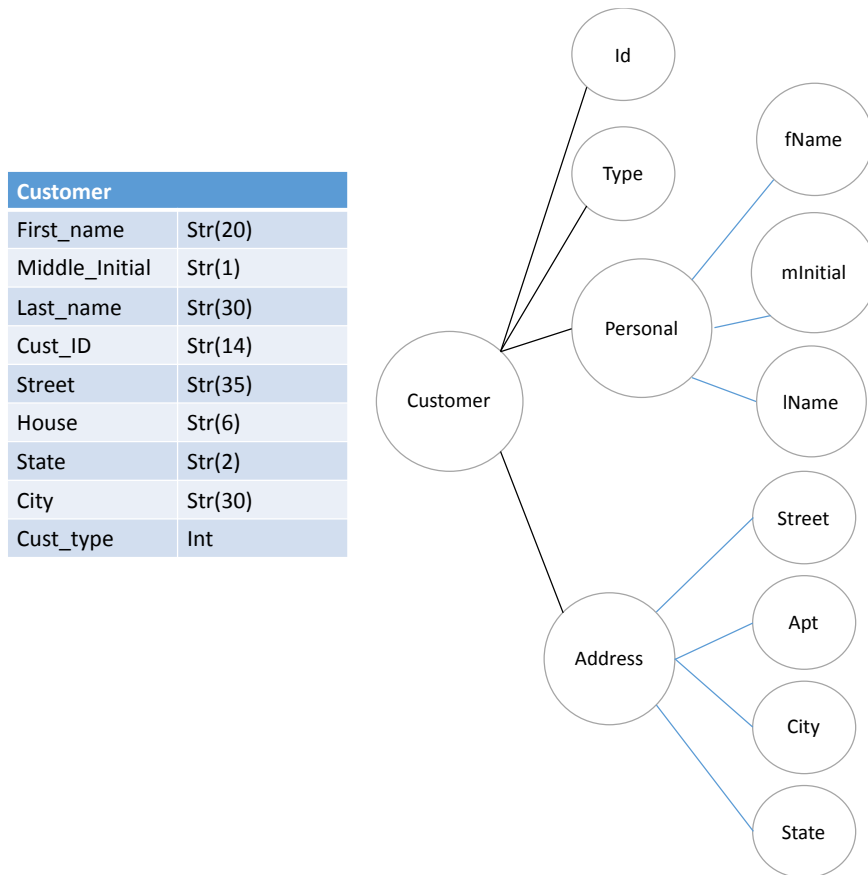 Customer
First_name Str(20)
Middle_Initial Str(1)
Last_name Str(30)
Cust_ID Str(14)
Street Str(35)
House Str(6)
State Str(2)
City Str(30)
Cust_type Int
Id
Type
fName
mInitial
Personal
lName
Customer
Street
Apt
Address
City
State